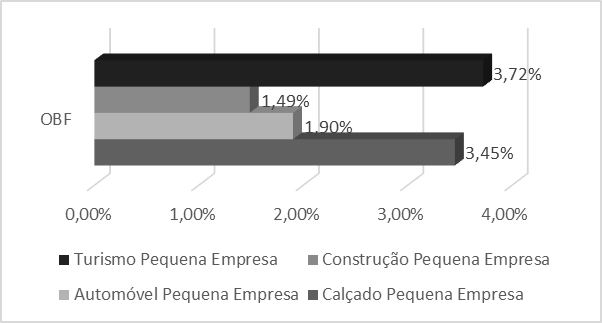 3,72%
1,49%
OBF
1,90%
3,45%
0,00% 1,00% 2,00% 3,00% 4,00%
Turismo Pequena Empresa Construção Pequena Empresa
Automóvel Pequena Empresa Calçado Pequena Empresa